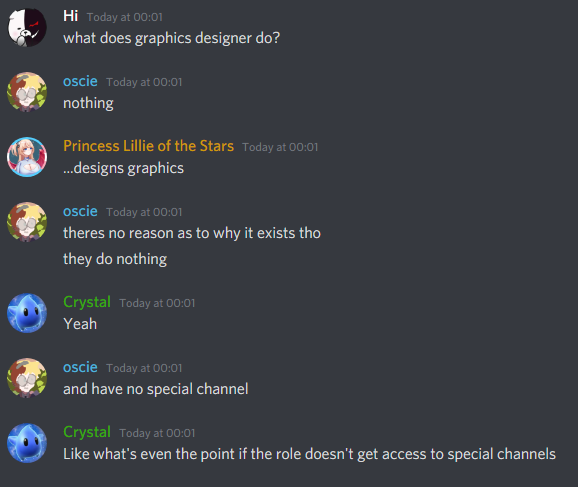 Hi Today at 00:01
what does graphics designer do?
oscie Today at 00:01
nothing
Princess Lillie of the Stars Today at 00:01
...designs graphics
oscie Today at 00:01
theres no reason as to why it exists tho
they do nothing
Crystal Today at 00:01
Yeah
oscie Today at 00:01
and have no special channel
Crystal Today at 00:01
Like what's even the point if the role doesn't get access to special channels